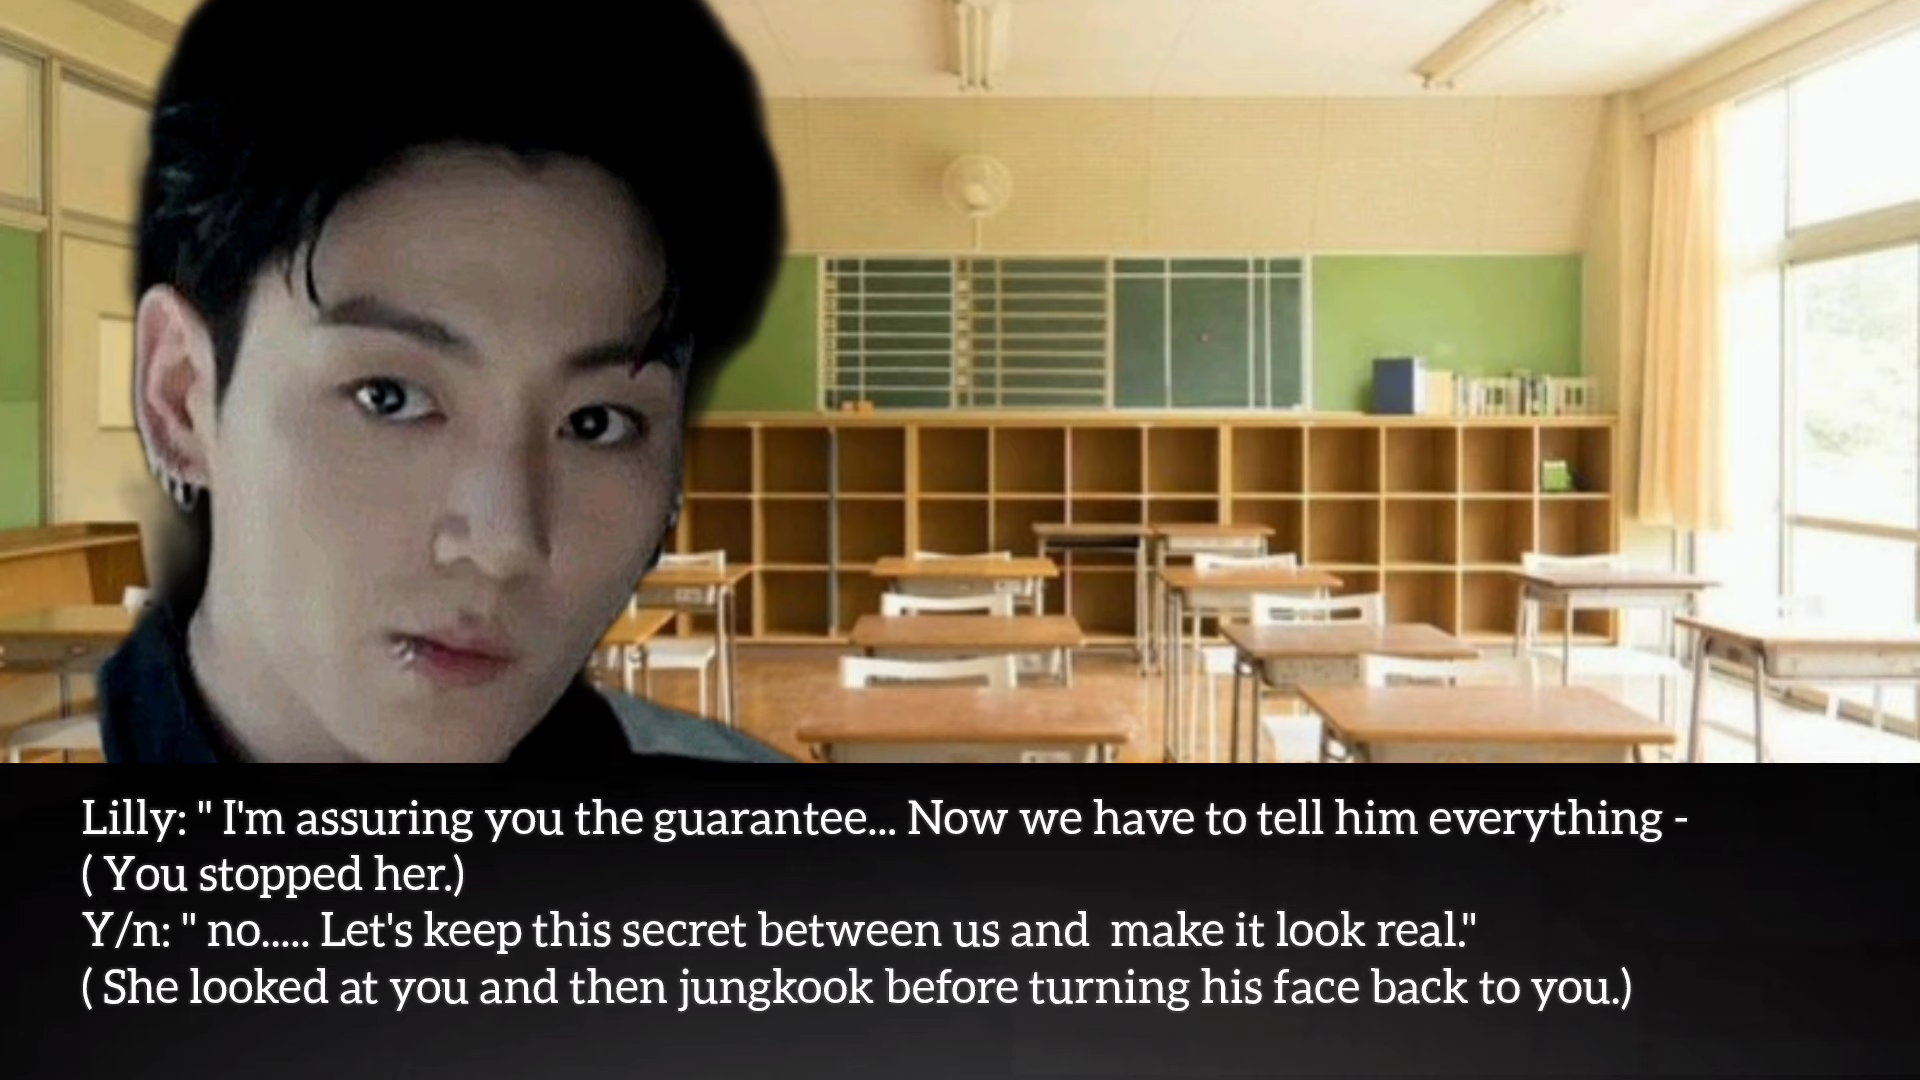 Lilly: " I'm assuring you the guarantee... Now we have to tell him everything -
( You stopped her.)
Y/n: " no..... Let's keep this secret between us and  make it look real."
( She looked at you and then jungkook before turning his face back to you.)